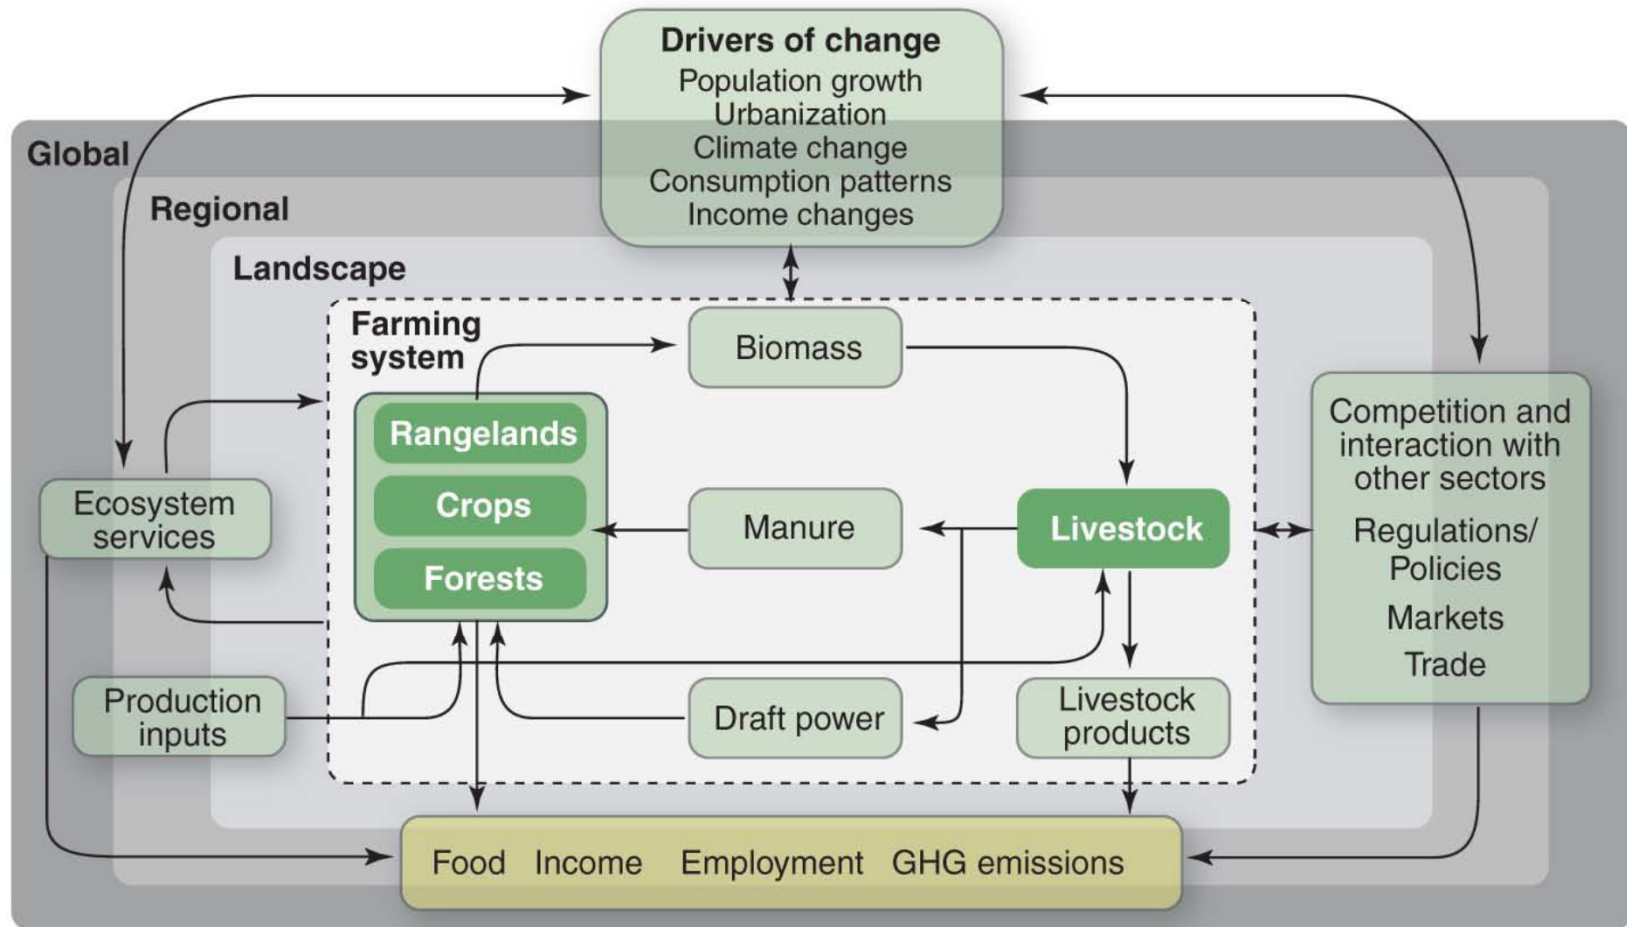 Drivers of change
Population growth
Urbanization
Climate change
Consumption patterns
Income changes
Global
Regional
Landscape
Farming
system
Biomass
Rangelands
Crops
Forests
Manure
Livestock
Ecosystem
services
Competition and
interaction with
other sectors
Regulations/
Policies
Markets
Trade
Production
inputs
Draft power
Livestock
products
Food Income Employment GHG emissions